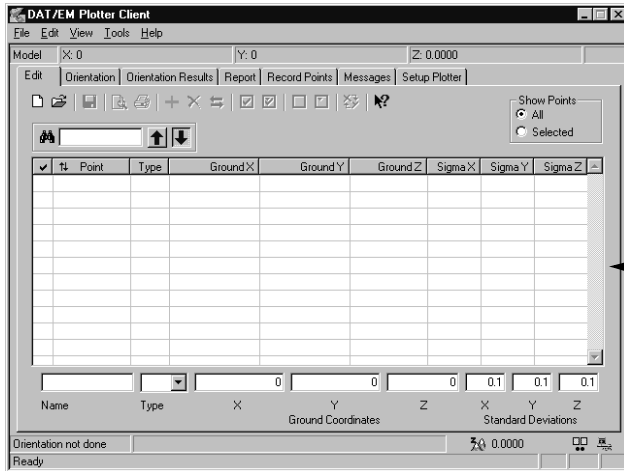 DAT/EM Plotter Client
File Edit View Tools Help
Model X: 0 Y: 0 Z: 0.0000
Edit Orientation Orientation Results Report Record Points Messages Setup Plotter
Show Points
All
Selected
Point Type Ground X Ground Y Ground Z Sigma X Sigma Y Sigma Z
0 0 0 0.1 0.1 0.1
Name Type X Y Z X Y Z
Ground Coordinates Standard Deviations
Orientation not done 0.0000
Ready